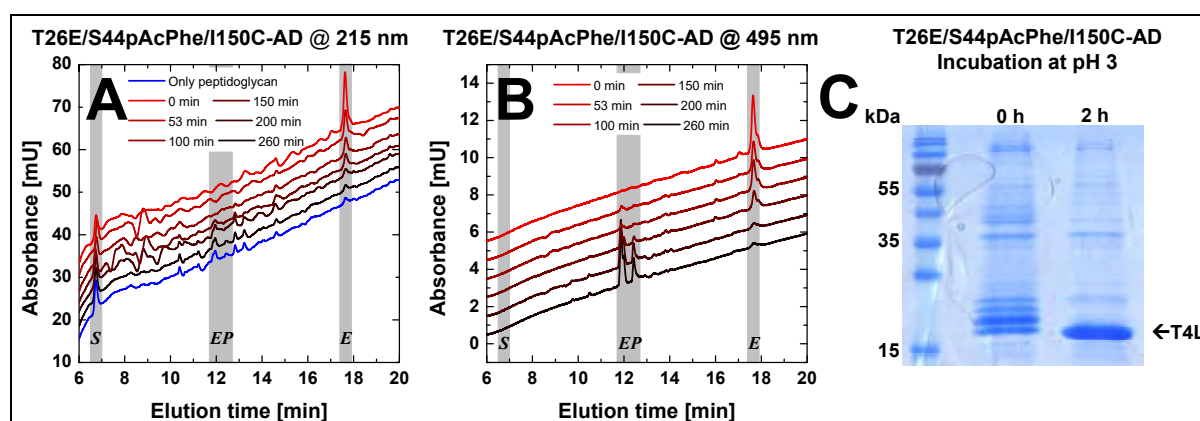 T26E/S44pAcPhe/I150C-AD @ 215 nm
A
Only peptidoglycan
0 min
150 min
53 min
200 min
100 min
260 min
80
70
60
50
40
30
20
10
Absorbance [mU]
S
EP
E
6 8 10 12 14 16 18 20
Elution time [min]
T26E/S44pAcPhe/I150C-AD @ 495 nm
B
0 min
150 min
53 min
200 min
100 min
260 min
14
12
10
8
6
4
2
0
Absorbance [mU]
S
EP
E
6 8 10 12 14 16 18 20
Elution time [min]
T26E/S44pAcPhe/I150C-AD
Incubation at pH 3
C
kDa
0 h 2 h
55
35
15
←T4L